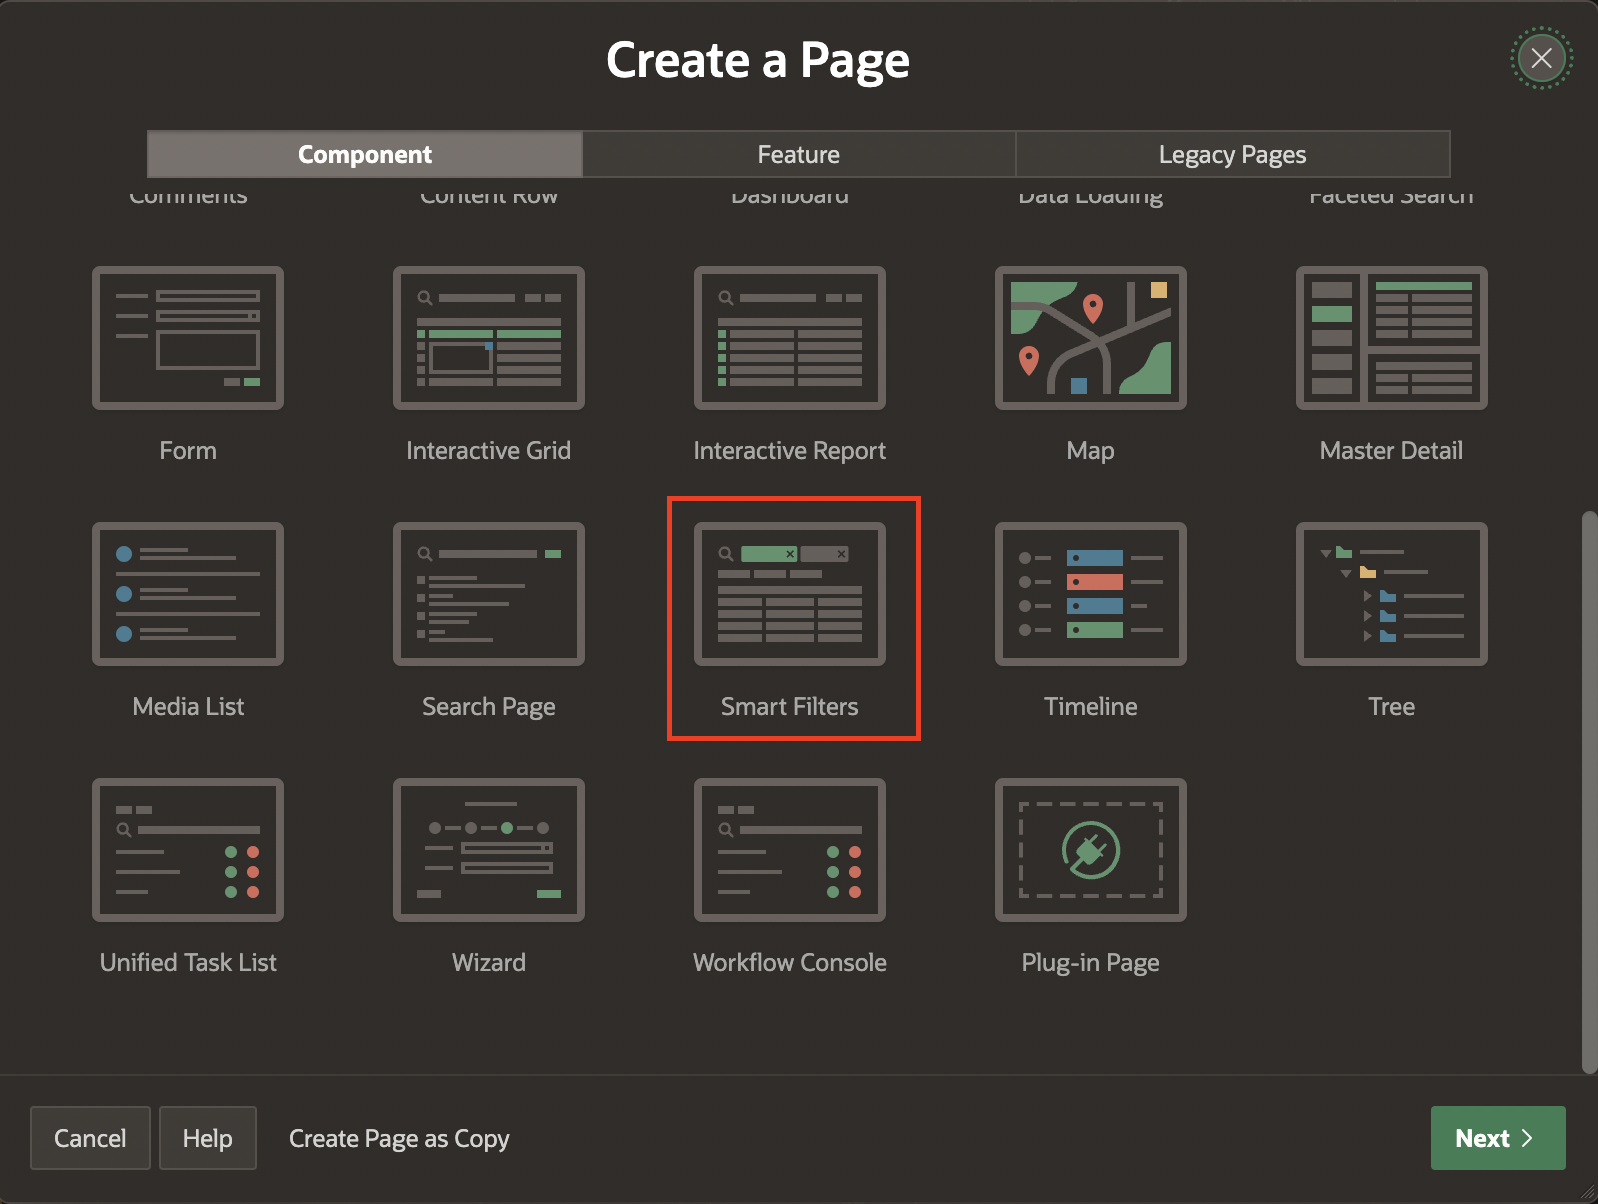 Create a Page
Component Feature Legacy Pages
Comments Content Row Dashboard Data Loading Faceted Search
Form Interactive Grid Interactive Report Map Master Detail
Media List Search Page Smart Filters Timeline Tree
Unified Task List Wizard Workflow Console Plug-in Page
Cancel Help Create Page as Copy Next